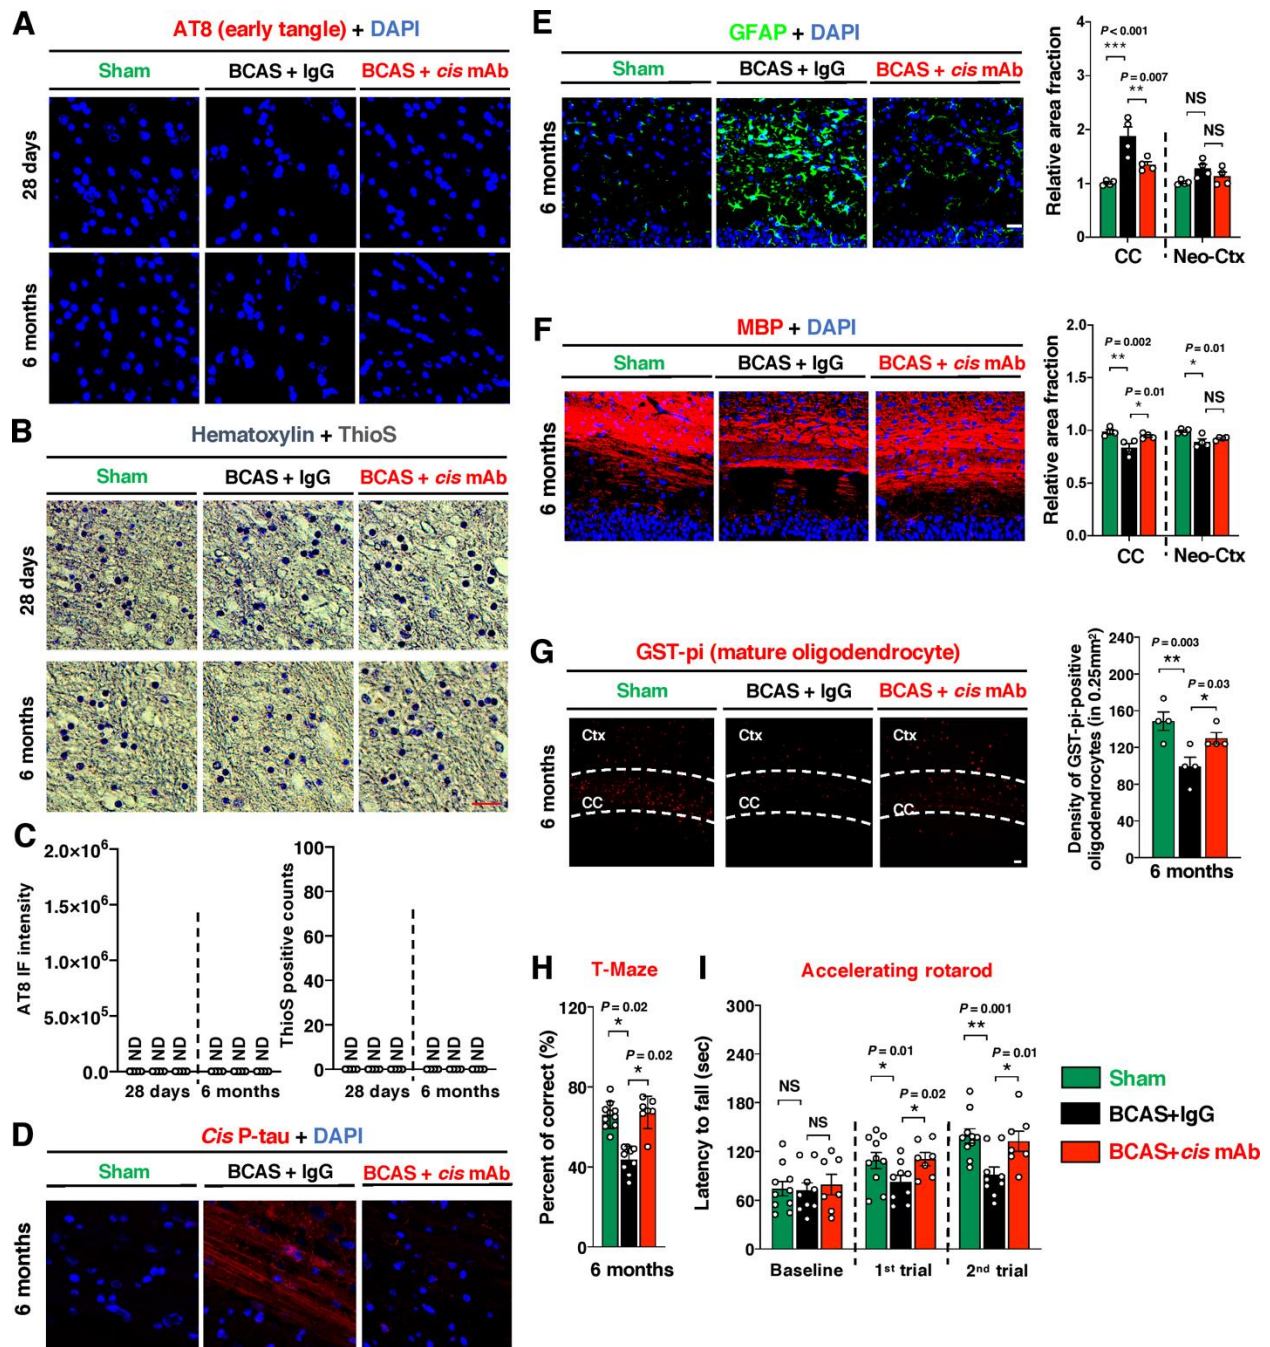 A
AT8 (early tangle) + DAPI
Sham BCAS + IgG BCAS + cis mAb
28 days
6 months
B
Hematoxylin + ThioS
Sham BCAS + IgG BCAS + cis mAb
28 days
6 months
C
AT8 IF intensity
2.0×10⁶
1.5×10⁶
1.0×10⁶
5.0×10⁵
0.0
ND ND ND ND ND ND
28 days 6 months
ThioS positive counts
100
80
60
40
20
0
ND ND ND ND ND ND
28 days 6 months
D
Cis P-tau + DAPI
Sham BCAS + IgG BCAS + cis mAb
6 months
E
GFAP + DAPI
Sham BCAS + IgG BCAS + cis mAb
6 months
Relative area fraction
4
3
2
1
0
P < 0.001
***
P = 0.007
**
NS
NS
CC Neo-Ctx
F
MBP + DAPI
Sham BCAS + IgG BCAS + cis mAb
6 months
Relative area fraction
2.0
1.5
1.0
0.5
0.0
P = 0.002
**
P = 0.01
*
P = 0.01
*
NS
CC Neo-Ctx
G
GST-pi (mature oligodendrocyte)
Sham BCAS + IgG BCAS + cis mAb
6 months
Ctx Ctx Ctx
CC CC CC
Density of GST-pi-positive
oligodendrocytes (in 0.25mm²)
240
200
160
120
80
40
0
P = 0.003
**
P = 0.03
*
6 months
H
T-Maze
Percent of correct (%)
120
80
40
0
P = 0.02
*
P = 0.02
*
6 months
I
Accelerating rotarod
Latency to fall (sec)
300
240
180
120
60
0
NS
NS
P = 0.01
*
P = 0.02
*
P = 0.001
**
P = 0.01
*
Baseline 1st trial 2nd trial
Sham
BCAS+IgG
BCAS+cis mAb